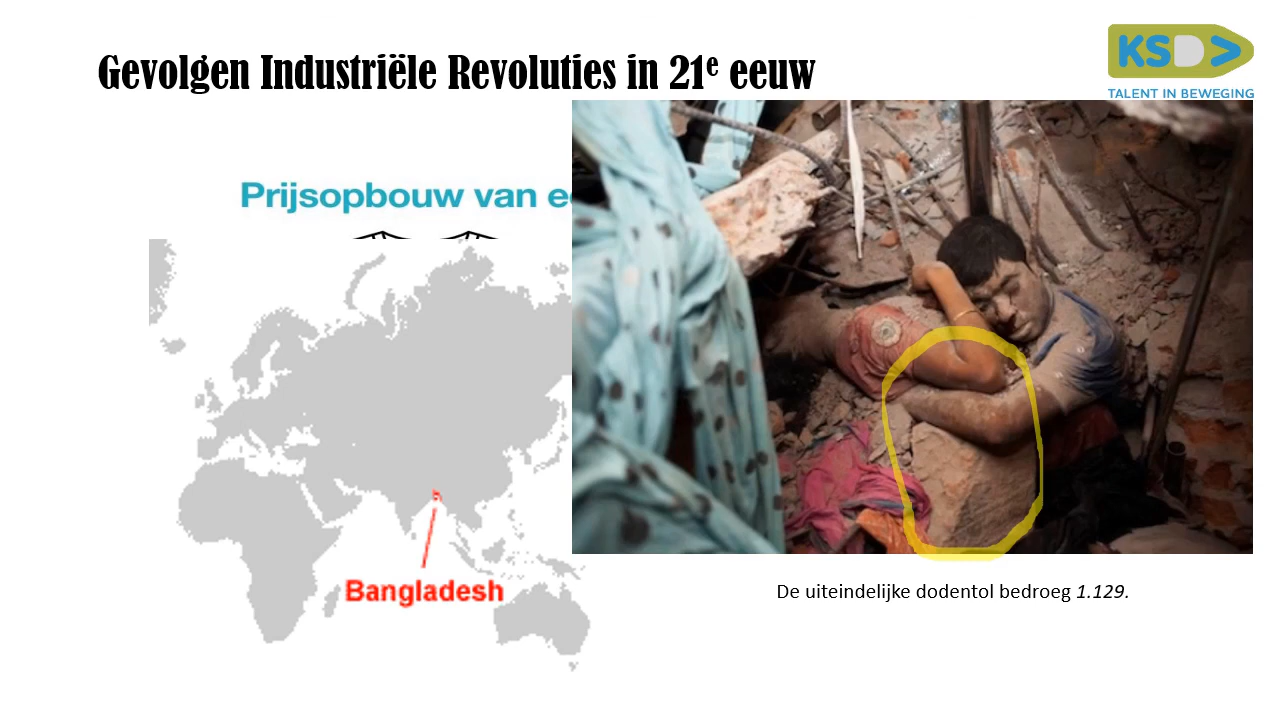 Gevolgen Industriële Revoluties in 21e eeuw
KSD
TALENT IN BEWEGING
Prijsopbouw van e
Bangladesh
De uiteindelijke dodentol bedroeg 1.129.